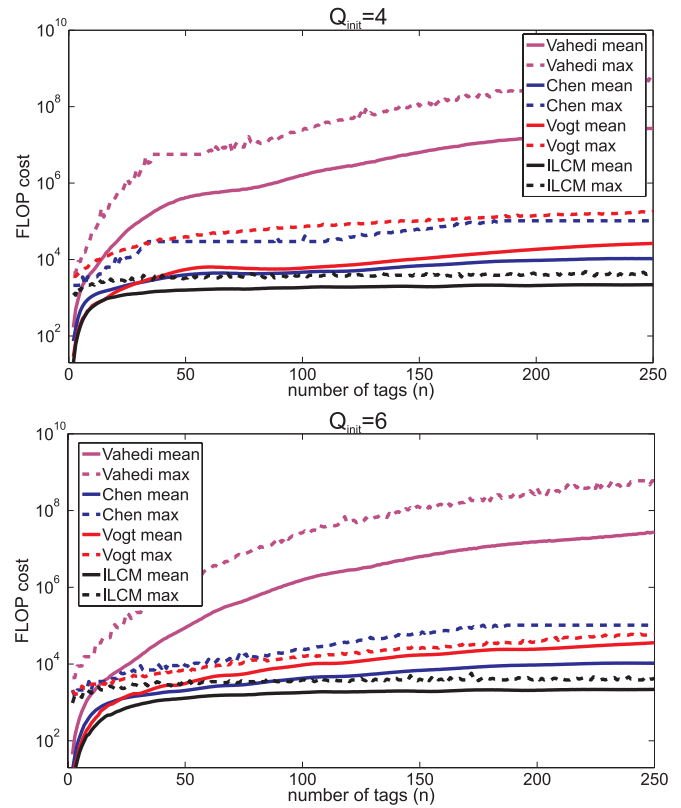 Q_init=4
10^10
10^8
10^6
10^4
10^2
FLOP cost
Vahedi mean
Vahedi max
Chen mean
Chen max
Vogt mean
Vogt max
ILCM mean
ILCM max
0 50 100 150 200 250
number of tags (n)
Q_init=6
10^10
10^8
10^6
10^4
10^2
FLOP cost
Vahedi mean
Vahedi max
Chen mean
Chen max
Vogt mean
Vogt max
ILCM mean
ILCM max
0 50 100 150 200 250
number of tags (n)